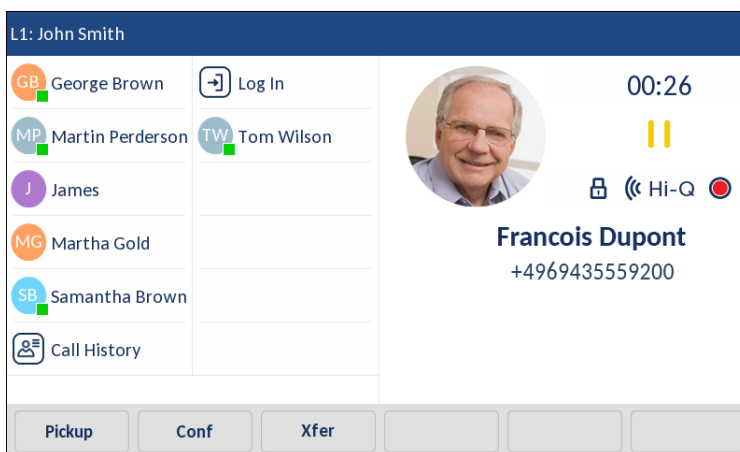 L1: John Smith
GB George Brown
MP Martin Perderson
J James
MG Martha Gold
SB Samantha Brown
Call History
Log In
TW Tom Wilson
00:26
Hi-Q
Francois Dupont
+4969435559200
Pickup Conf Xfer